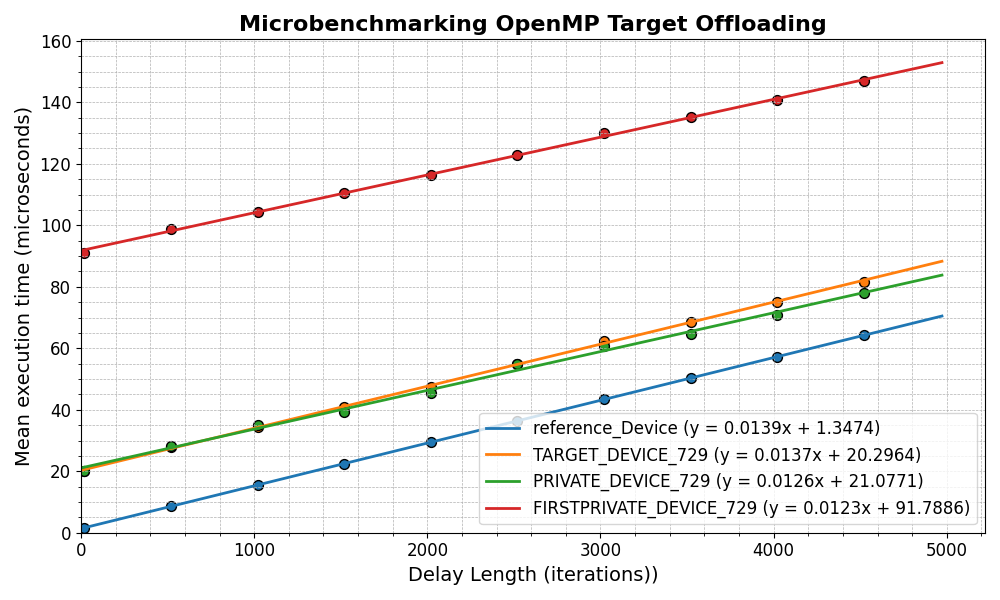 Microbenchmarking OpenMP Target Offloading
Mean execution time (microseconds)
160
140
120
100
80
60
40
20
0
0 1000 2000 3000 4000 5000
Delay Length (iterations))
reference_Device (y = 0.0139x + 1.3474)
TARGET_DEVICE_729 (y = 0.0137x + 20.2964)
PRIVATE_DEVICE_729 (y = 0.0126x + 21.0771)
FIRSTPRIVATE_DEVICE_729 (y = 0.0123x + 91.7886)